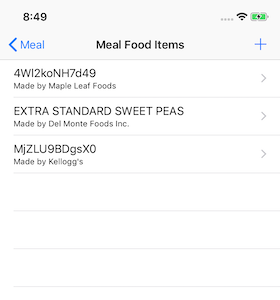 8:49
Meal
Meal Food Items
4Wl2koNH7d49
Made by Maple Leaf Foods
EXTRA STANDARD SWEET PEAS
Made by Del Monte Foods Inc.
MjZLU9BDgsX0
Made by Kellogg's